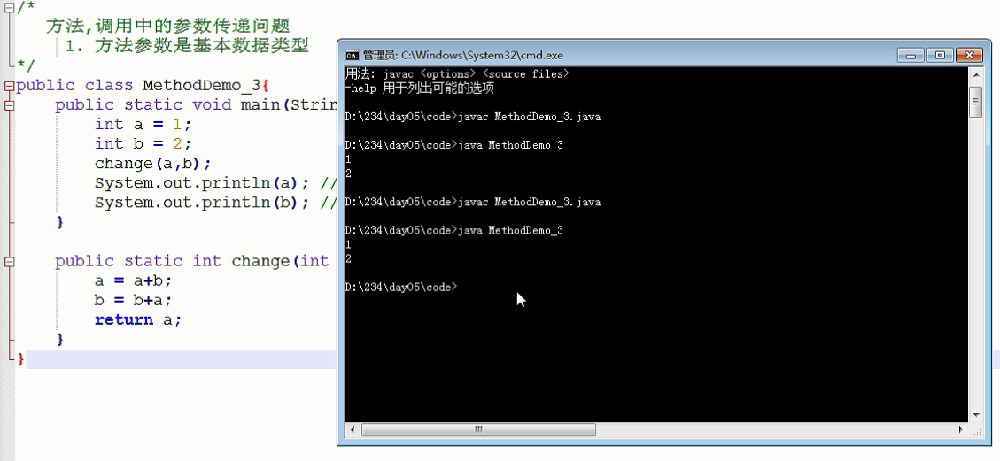 /*
方法,调用中的参数传递问题
1. 方法参数是基本数据类型
*/
public class MethodDemo_3{
public static void main(Strin
int a = 1;
int b = 2;
change(a,b);
System.out.println(a); //
System.out.println(b); //
}
public static int change(int
a = a+b;
b = b+a;
return a;
}
}
管理员: C:\Windows\System32\cmd.exe
用法: javac <options> <source files>
-help 用于列出可能的选项
D:\234\day05\code>javac MethodDemo_3.java
D:\234\day05\code>java MethodDemo_3
1
2
D:\234\day05\code>javac MethodDemo_3.java
D:\234\day05\code>java MethodDemo_3
1
2
D:\234\day05\code>